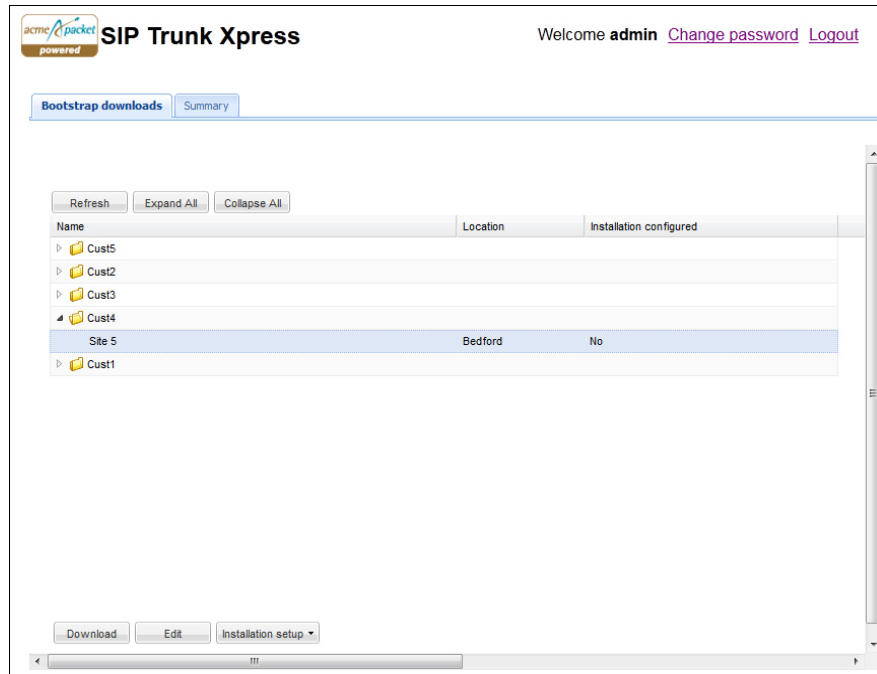 acme packet
powered
SIP Trunk Xpress
Welcome admin Change password Logout
Bootstrap downloads Summary
Refresh Expand All Collapse All
Name Location Installation configured
Cust5
Cust2
Cust3
Cust4
Site 5 Bedford No
Cust1
Download Edit Installation setup